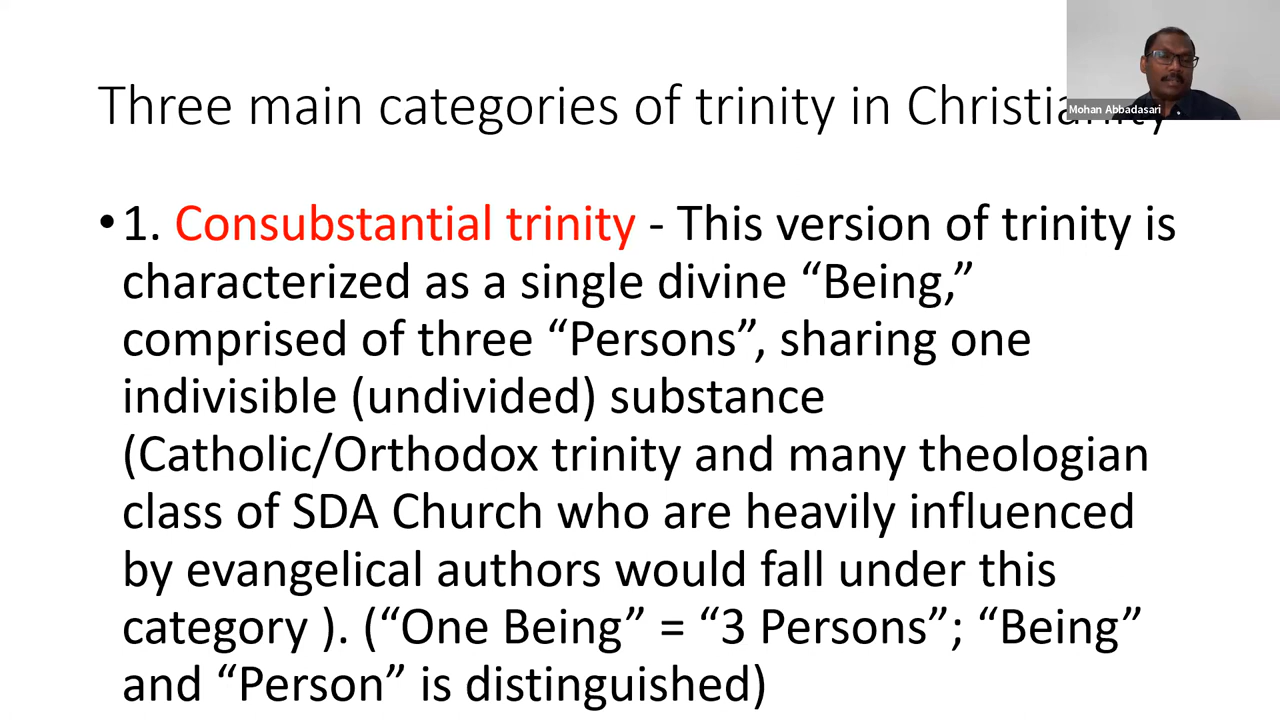 Three main categories of trinity in Christianity
Mohan Abbadasari
•1. Consubstantial trinity - This version of trinity is
characterized as a single divine “Being,”
comprised of three “Persons”, sharing one
indivisible (undivided) substance
(Catholic/Orthodox trinity and many theologian
class of SDA Church who are heavily influenced
by evangelical authors would fall under this
category ). (“One Being” = “3 Persons”; “Being”
and “Person” is distinguished)